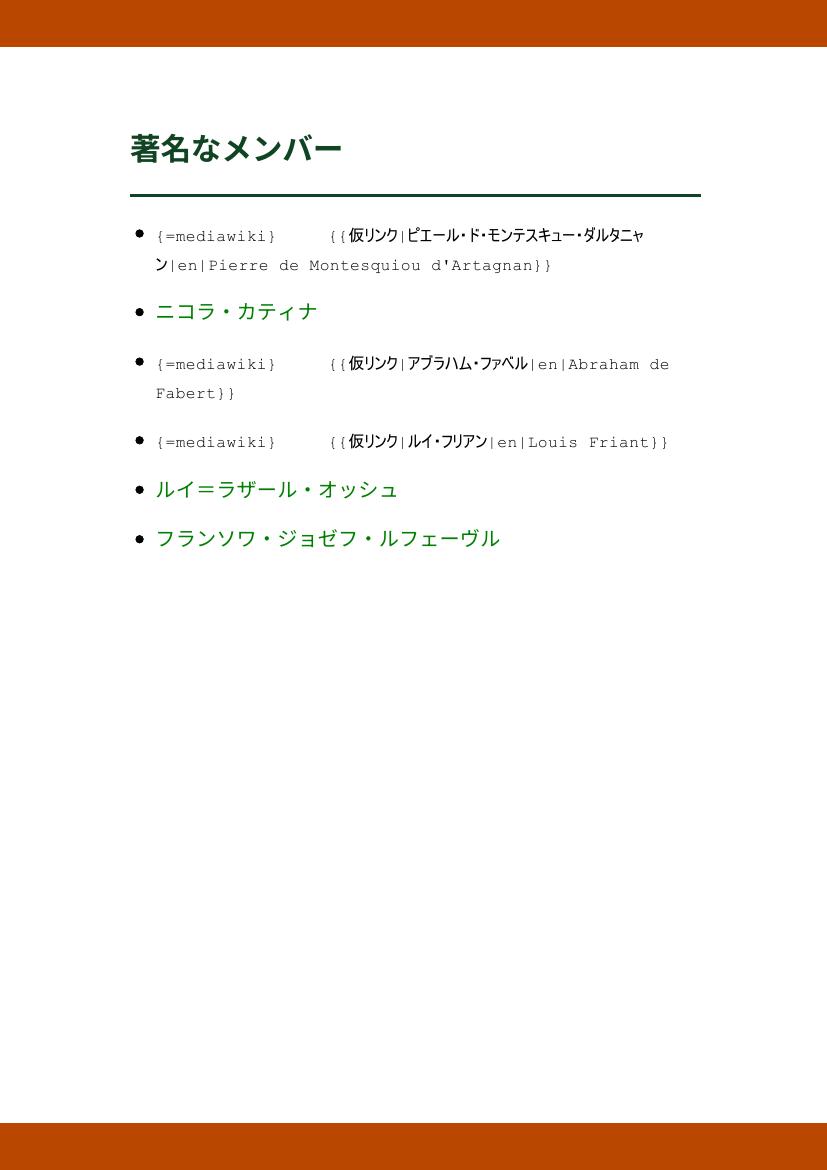 著名なメンバー
{=mediawiki} {{仮リンク|ピエール・ド・モンテスキュー・ダルタニャ
ン|en|Pierre de Montesquiou d'Artagnan}}
ニコラ・カティナ
{=mediawiki} {{仮リンク|アブラハム・ファベル|en|Abraham de
Fabert}}
{=mediawiki} {{仮リンク|ルイ・フリアン|en|Louis Friant}}
ルイ＝ラザール・オッシュ
フランソワ・ジョゼフ・ルフェーヴル